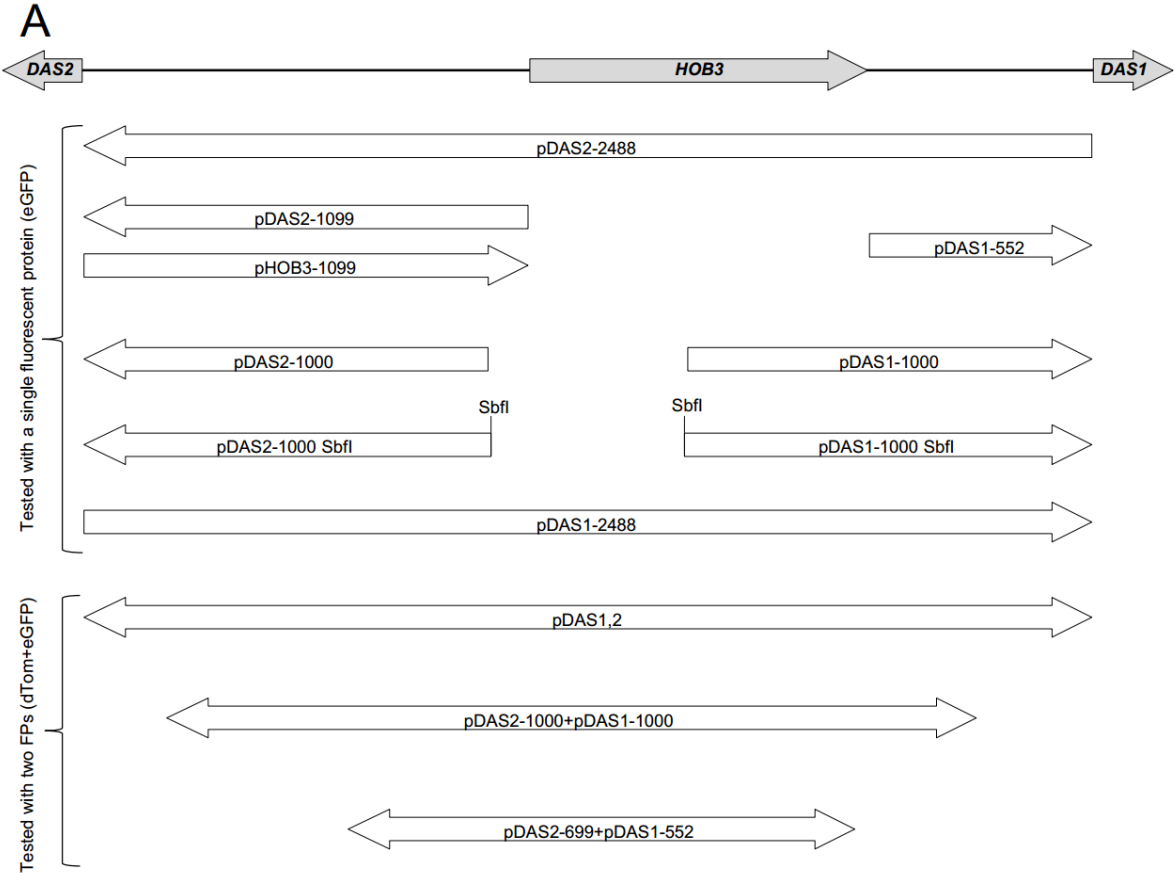 A
DAS2 HOB3 DAS1
Tested with a single fluorescent protein (eGFP)
pDAS2-2488
pDAS2-1099
pDAS1-552
pHOB3-1099
pDAS2-1000 pDAS1-1000
SbfI SbfI
pDAS2-1000 SbfI pDAS1-1000 SbfI
pDAS1-2488
Tested with two FPs (dTom+eGFP)
pDAS1,2
pDAS2-1000+pDAS1-1000
pDAS2-699+pDAS1-552